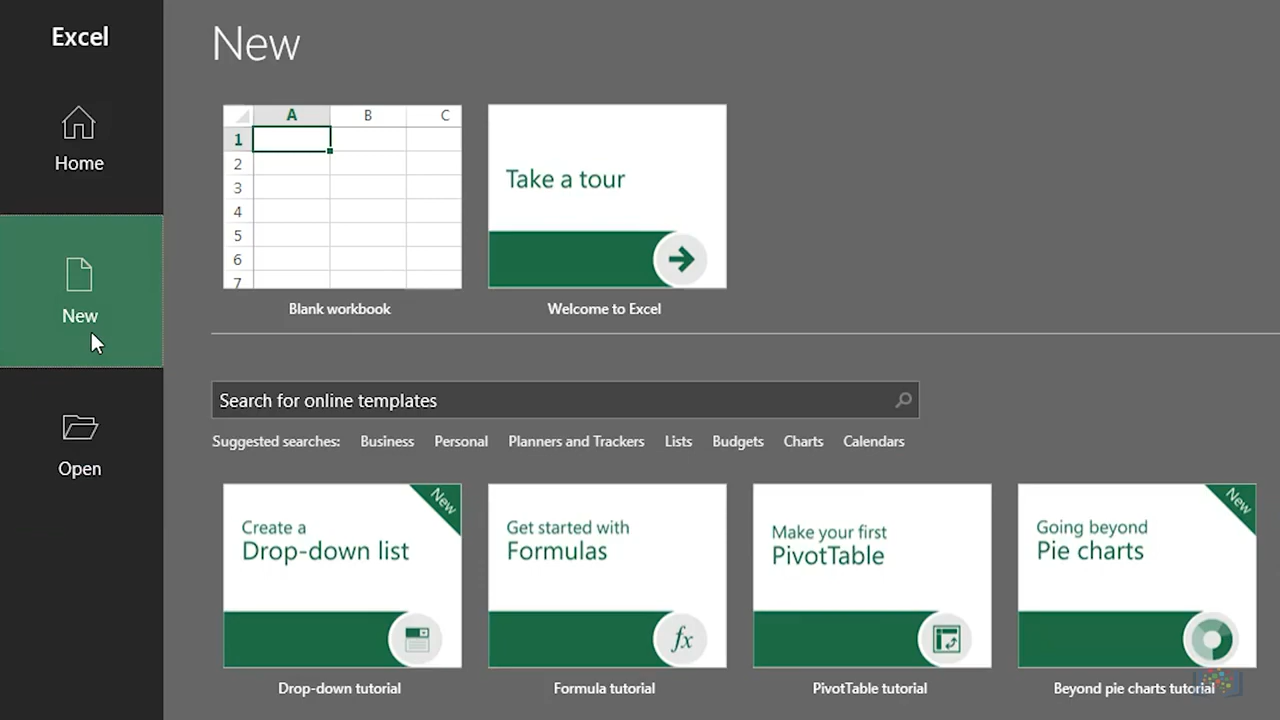 Excel
Home
New
Open
New
A B C
1
2
3
4
5
6
7
Blank workbook
Take a tour
Welcome to Excel
Search for online templates
Suggested searches: Business Personal Planners and Trackers Lists Budgets Charts Calendars
New
Create a
Drop-down list
Drop-down tutorial
Get started with
Formulas
fx
Formula tutorial
Make your first
PivotTable
PivotTable tutorial
New
Going beyond
Pie charts
Beyond pie charts tutorial